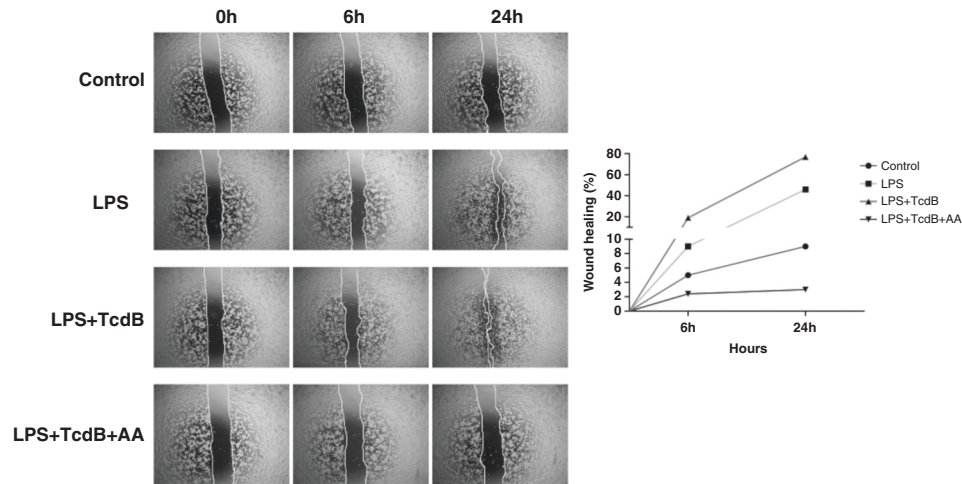 0h 6h 24h
Control
LPS
LPS+TcdB
LPS+TcdB+AA
Wound healing (%)
80
60
40
20
10
8
6
4
2
0
6h 24h
Hours
Control
LPS
LPS+TcdB
LPS+TcdB+AA